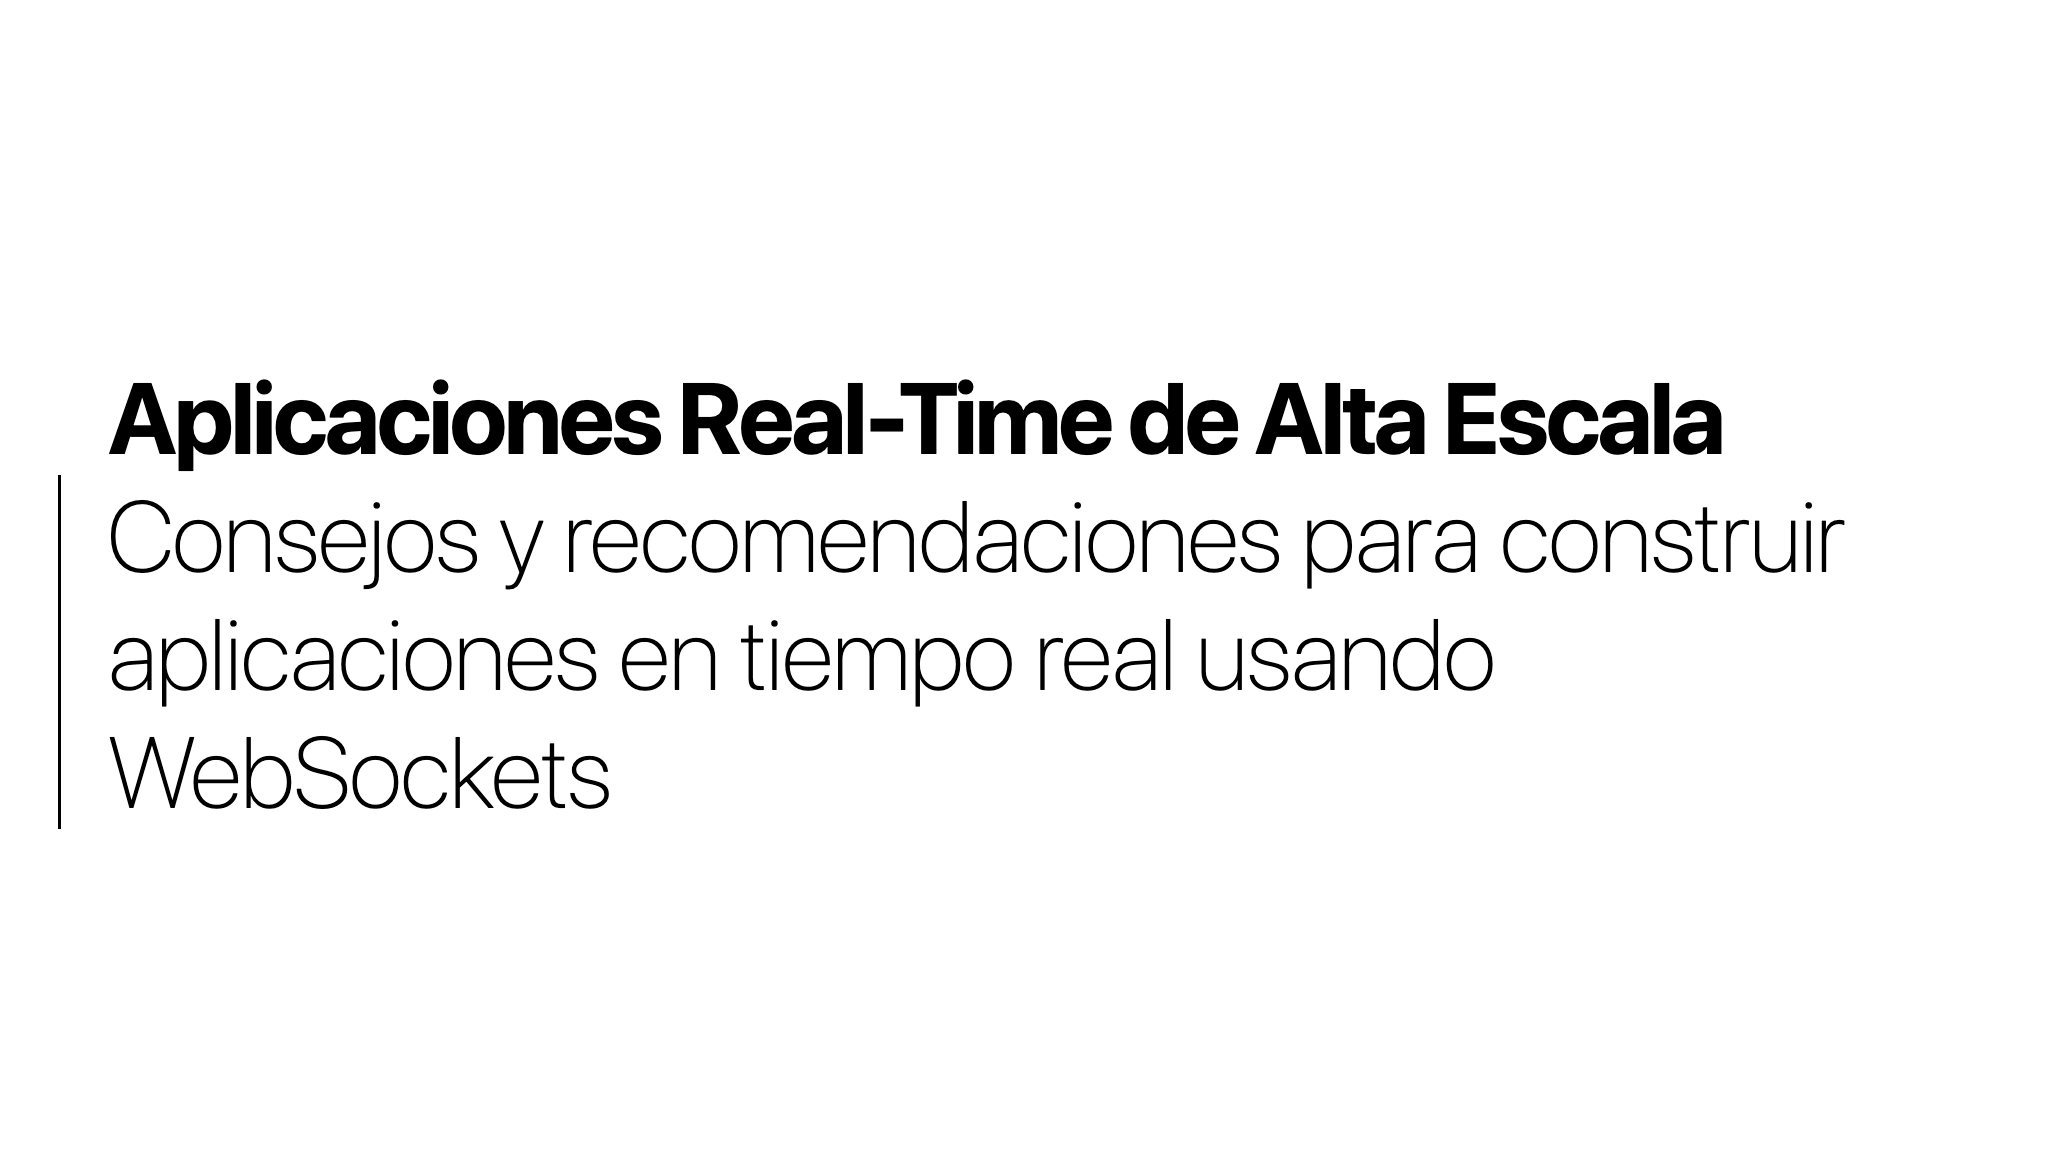 Aplicaciones Real-Time de Alta Escala
Consejos y recomendaciones para construir
aplicaciones en tiempo real usando
WebSockets